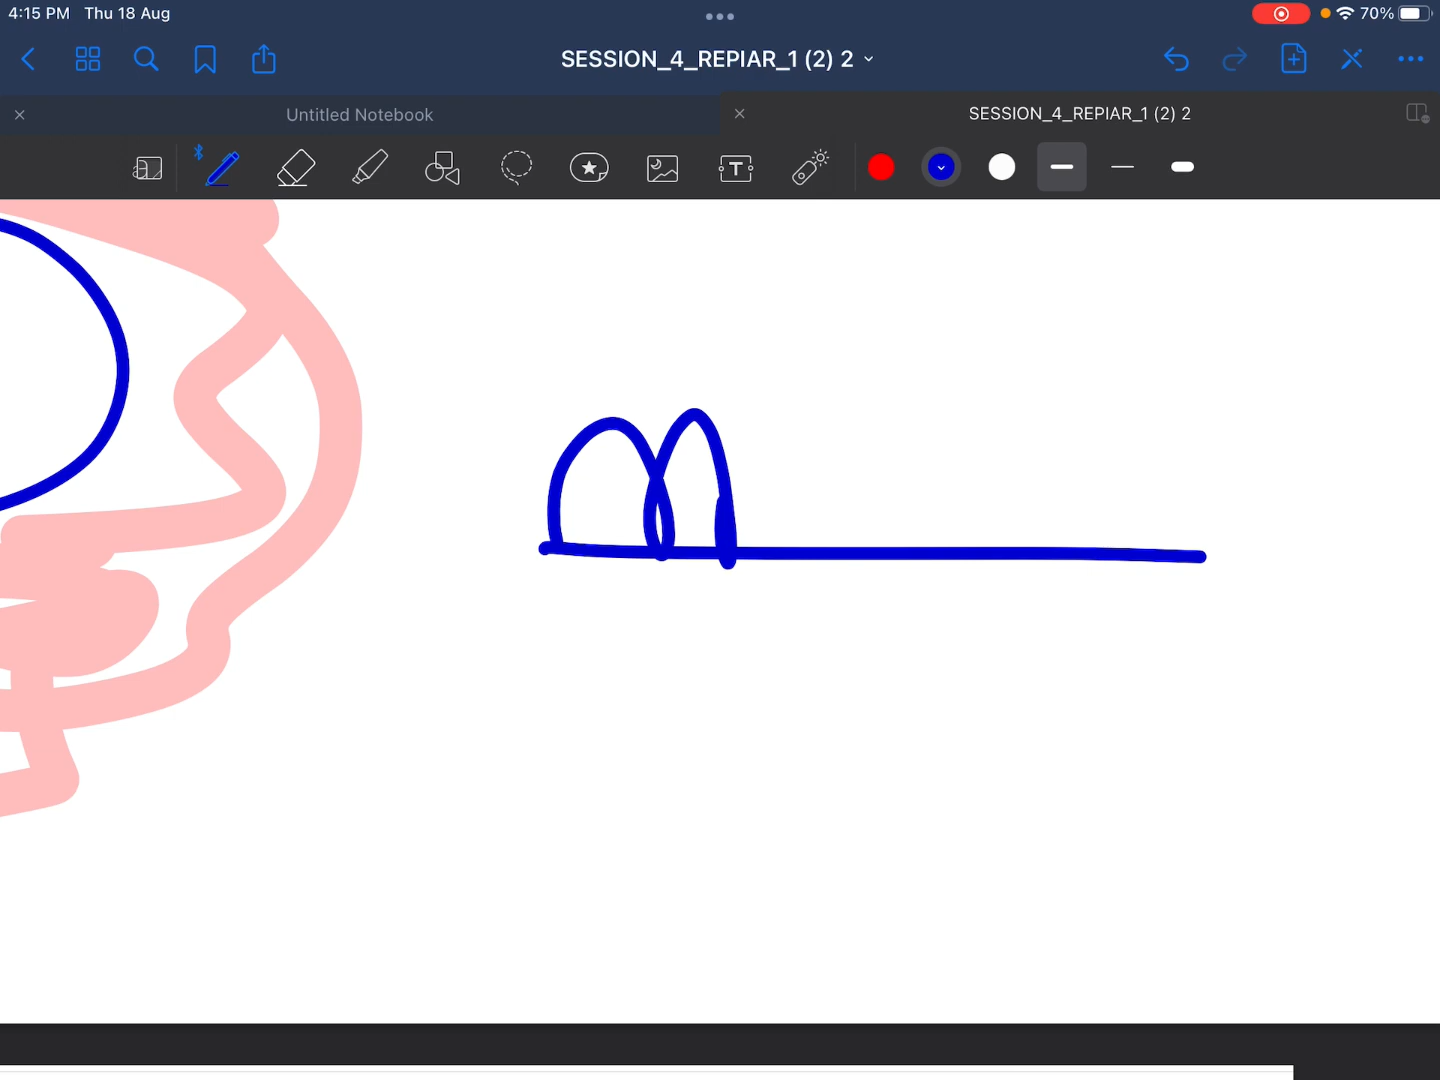 4:15 PM Thu 18 Aug
70%
SESSION_4_REPIAR_1 (2) 2
Untitled Notebook
SESSION_4_REPIAR_1 (2) 2